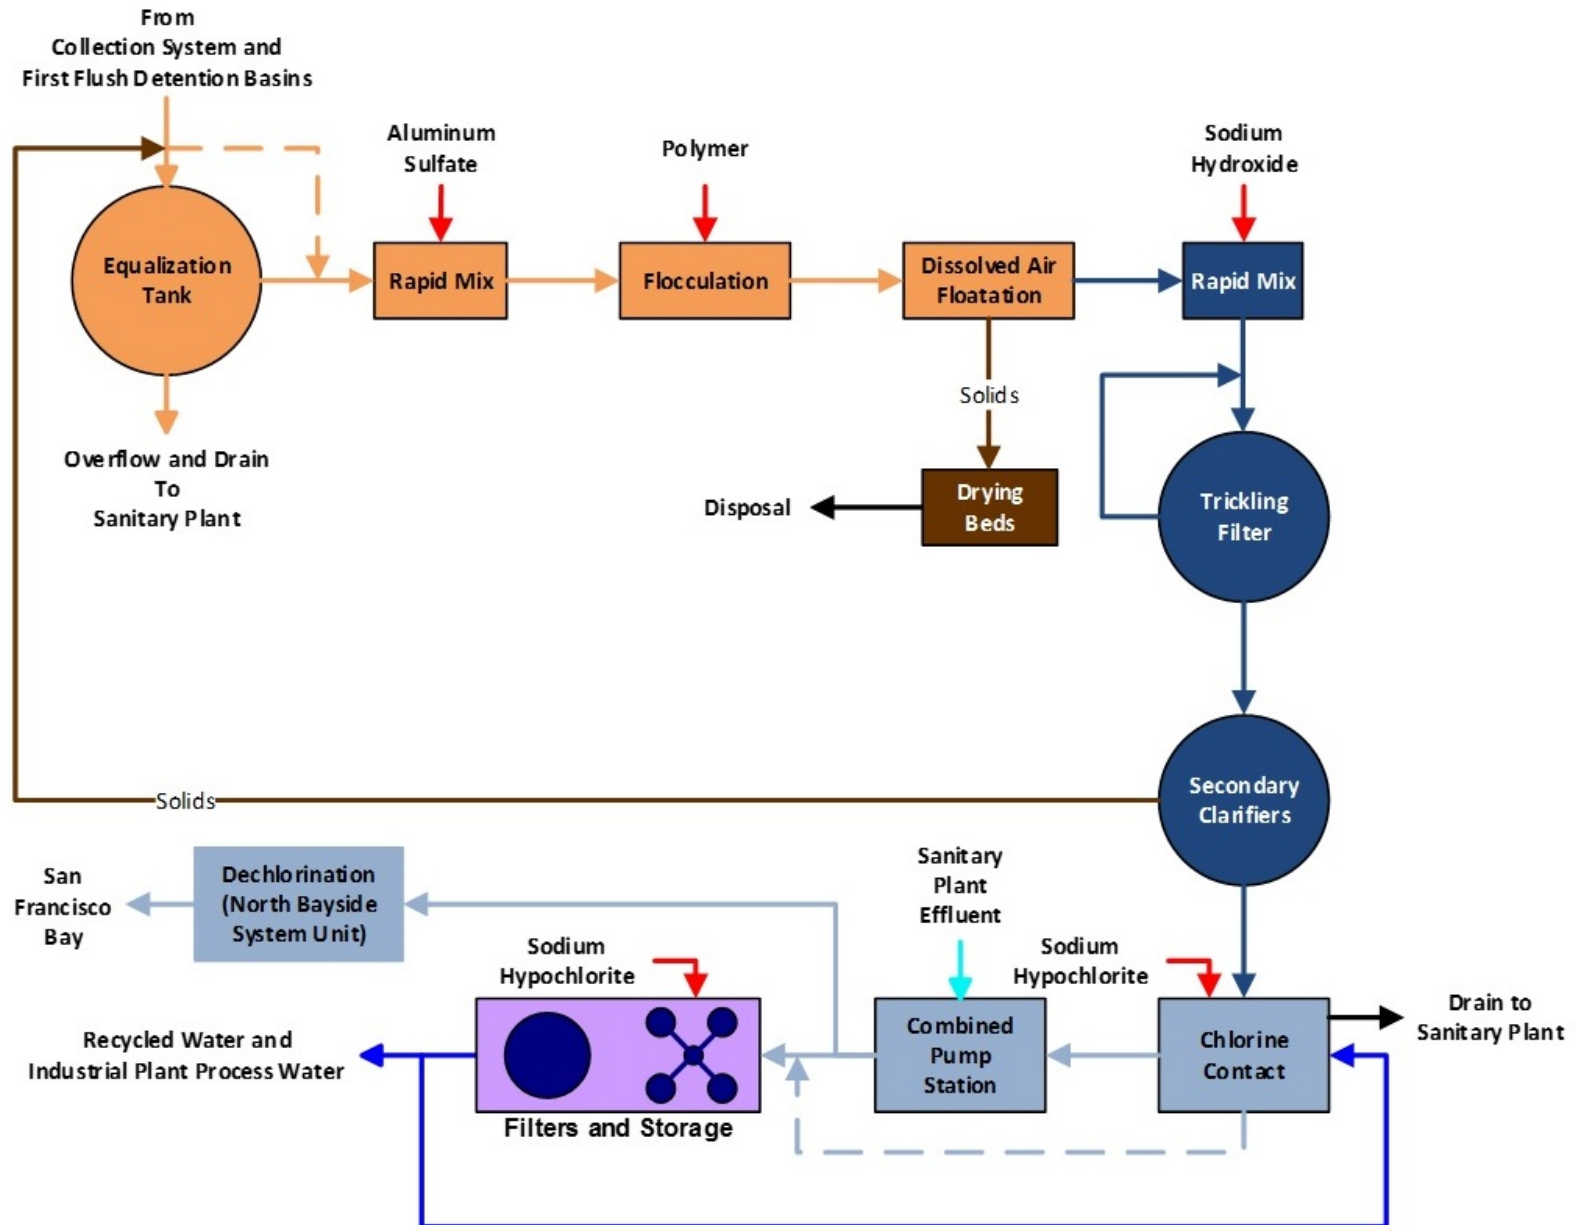 From
Collection System and
First Flush Detention Basins
Aluminum
Sulfate
Polymer
Sodium
Hydroxide
Equalization
Tank
Rapid Mix
Flocculation
Dissolved Air
Floatation
Rapid Mix
Solids
Overflow and Drain
To
Sanitary Plant
Disposal
Drying
Beds
Trickling
Filter
Solids
Secondary
Clarifiers
San
Francisco
Bay
Dechlorination
(North Bayside
System Unit)
Sanitary
Plant
Effluent
Sodium
Hypochlorite
Sodium
Hypochlorite
Recycled Water and
Industrial Plant Process Water
Filters and Storage
Combined
Pump
Station
Chlorine
Contact
Drain to
Sanitary Plant